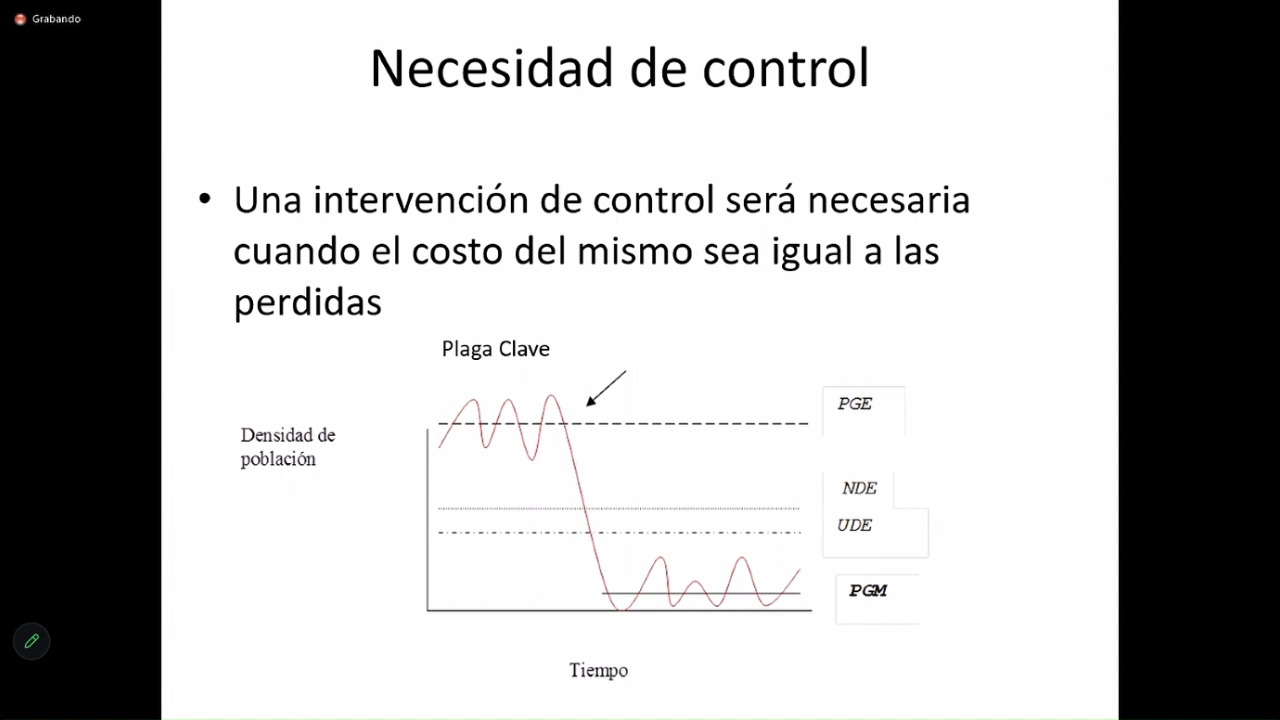 Grabando
Necesidad de control
• Una intervención de control será necesaria
cuando el costo del mismo sea igual a las
perdidas
Plaga Clave
PGE
Densidad de
población
NDE
UDE
PGM
Tiempo